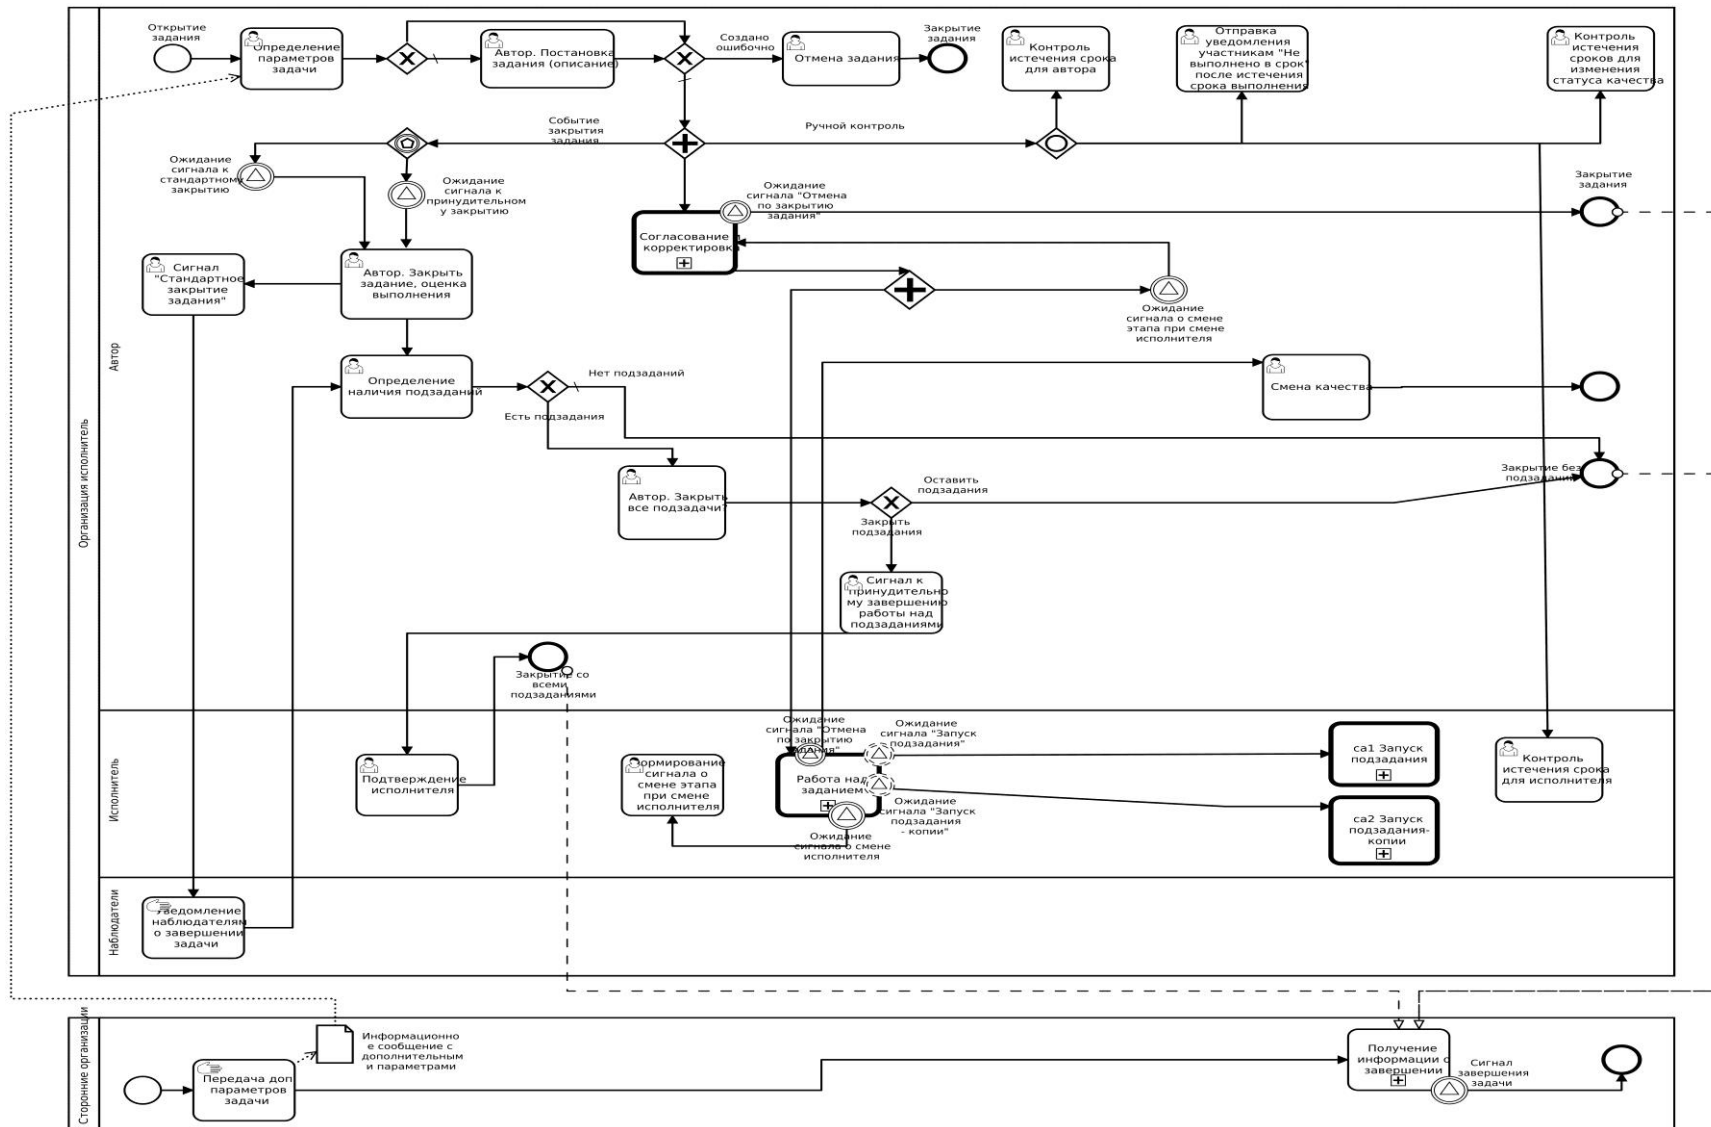 Открытие
задания
Определение
параметров
задачи
Автор. Постановка
задания (описание)
Создано
ошибочно
Отмена задания
Закрытие
задания
Контроль
истечения срока
для автора
Отправка
уведомления
участникам "Не
выполнено в срок"
после истечения
срока выполнения
Контроль
истечения
сроков для
изменения
статуса качества
Событие
закрытия
задания
Ручной контроль
Ожидание
сигнала к
стандартному
закрытию
Ожидание
сигнала к
принудительном
у закрытию
Ожидание
сигнала "Отмена
по закрытию
задания"
Закрытие
задания
Согласование
корректировка
Сигнал
"Стандартное
закрытие
задания"
Автор. Закрыть
задание, оценка
выполнения
Ожидание
сигнала о смене
этапа при смене
исполнителя
Автор
Организация исполнитель
Определение
наличия подзаданий
Нет подзаданий
Есть подзадания
Смена качества
Автор. Закрыть
все подзадачи?
Оставить
подзадания
Закрытие без
подзадания
Закрыть
подзадания
Сигнал к
принудительно
му завершению
работы над
подзаданиями
Закрытие со
всеми
подзаданиями
Исполнитель
Подтверждение
исполнителя
Формирование
сигнала о
смене этапа
при смене
исполнителя
Ожидание
сигнала "Отмена
по закрытию
задания"
Работа над
заданием
Ожидание
сигнала "Запуск
подзадания"
Ожидание
сигнала "Запуск
подзадания
- копии"
Ожидание
сигнала о смене
исполнителя
са1 Запуск
подзадания
са2 Запуск
подзадания-
копии
Контроль
истечения срока
для исполнителя
Наблюдатели
Уведомление
наблюдателям
о завершении
задачи
Сторонние организации
Передача доп
параметров
задачи
Информационно
е сообщение с
дополнительным
и параметрами
Получение
информации о
завершении
Сигнал
завершения
задачи